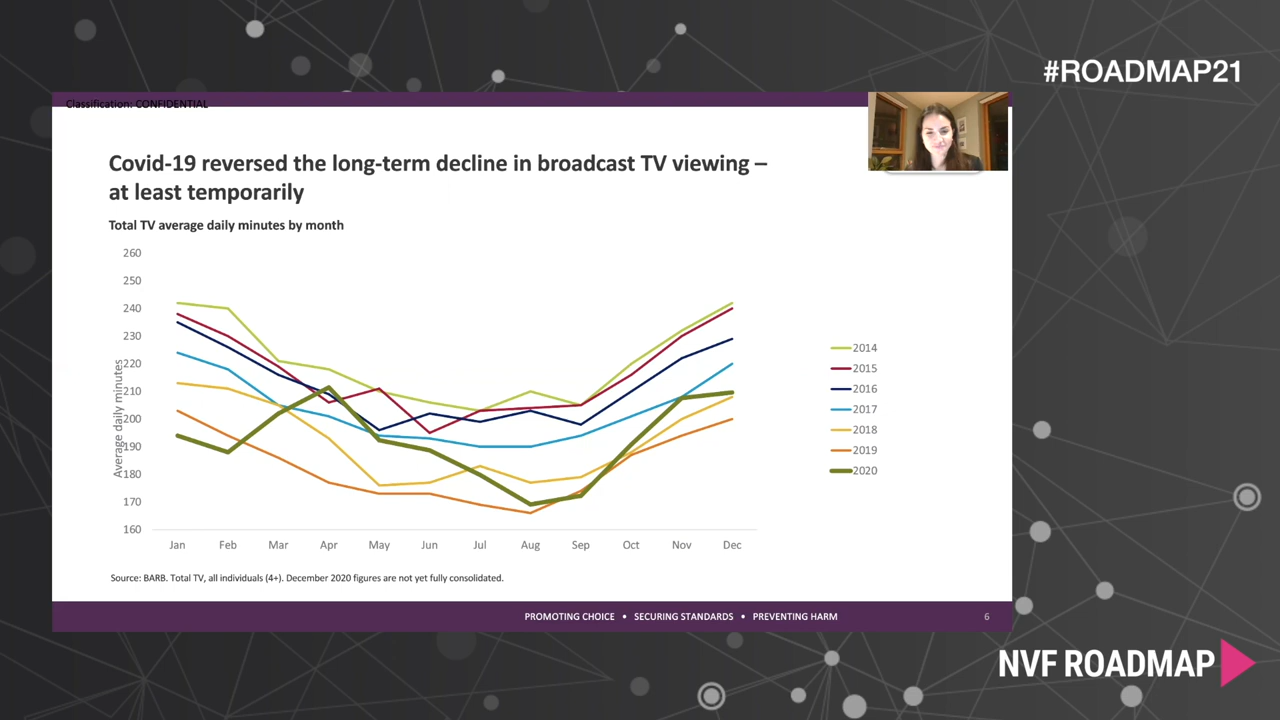 #ROADMAP21
Classification: CONFIDENTIAL
Covid-19 reversed the long-term decline in broadcast TV viewing –
at least temporarily
Total TV average daily minutes by month
Average daily minutes
260
250
240
230
220
210
200
190
180
170
160
Jan Feb Mar Apr May Jun Jul Aug Sep Oct Nov Dec
2014
2015
2016
2017
2018
2019
2020
Source: BARB. Total TV, all individuals (4+). December 2020 figures are not yet fully consolidated.
PROMOTING CHOICE • SECURING STANDARDS • PREVENTING HARM
6
NVF ROADMAP